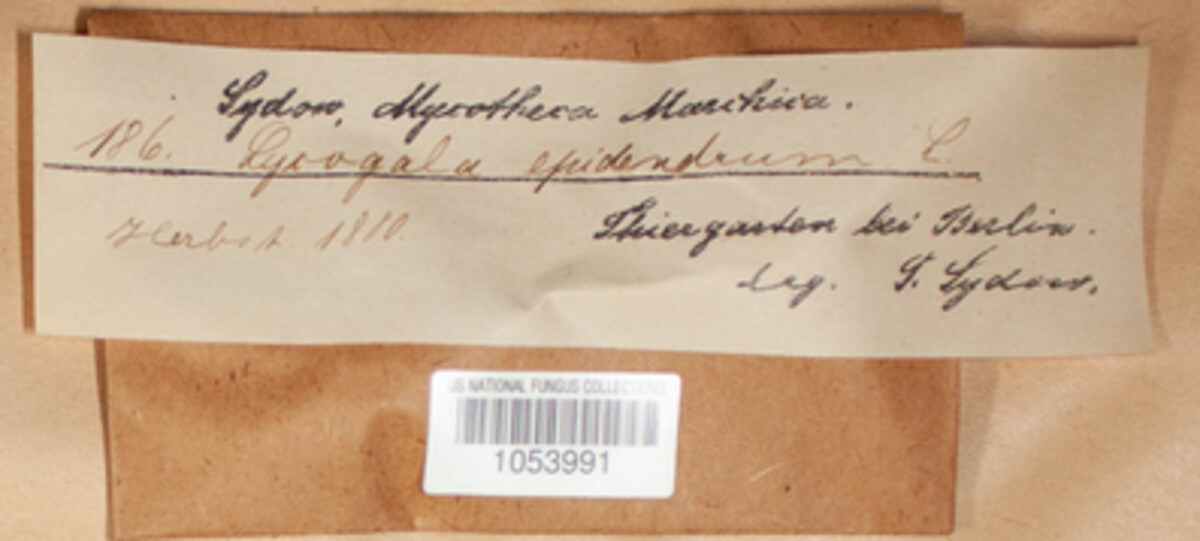 Sydow, Mycotheca Marchica.
186. Lycogala epidendrum L.
Herbst 1880.
Thiergarten bei Berlin.
leg. P. Sydow.
US NATIONAL FUNGUS COLLECTIONS
1053991